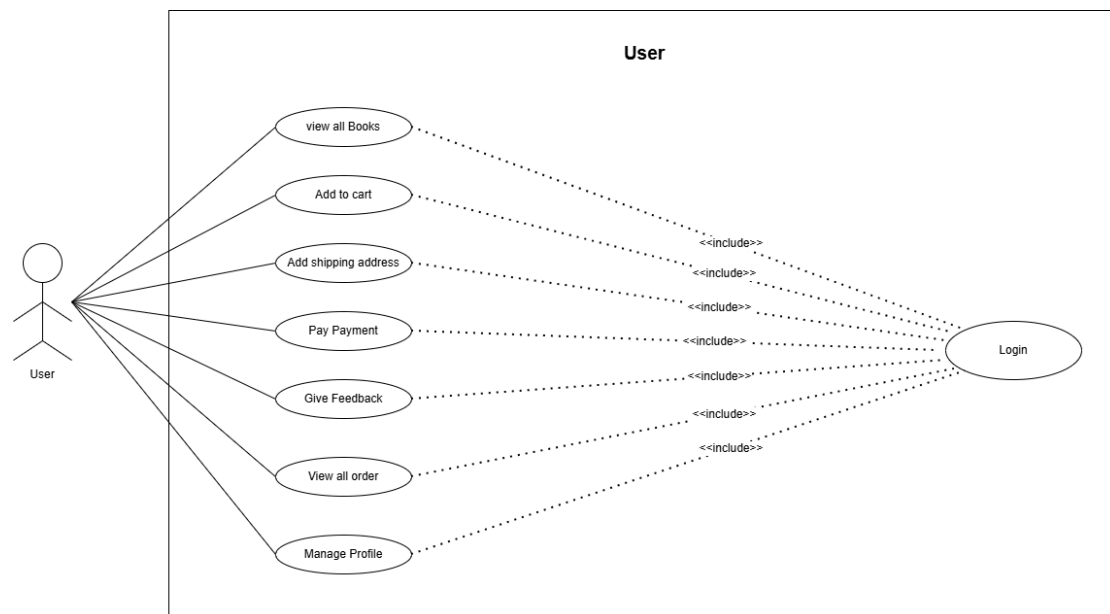 User
view all Books
Add to cart
<<include>>
Add shipping address
<<include>>
<<include>>
Pay Payment
<<include>>
Login
User
<<include>>
Give Feedback
<<include>>
View all order
<<include>>
Manage Profile